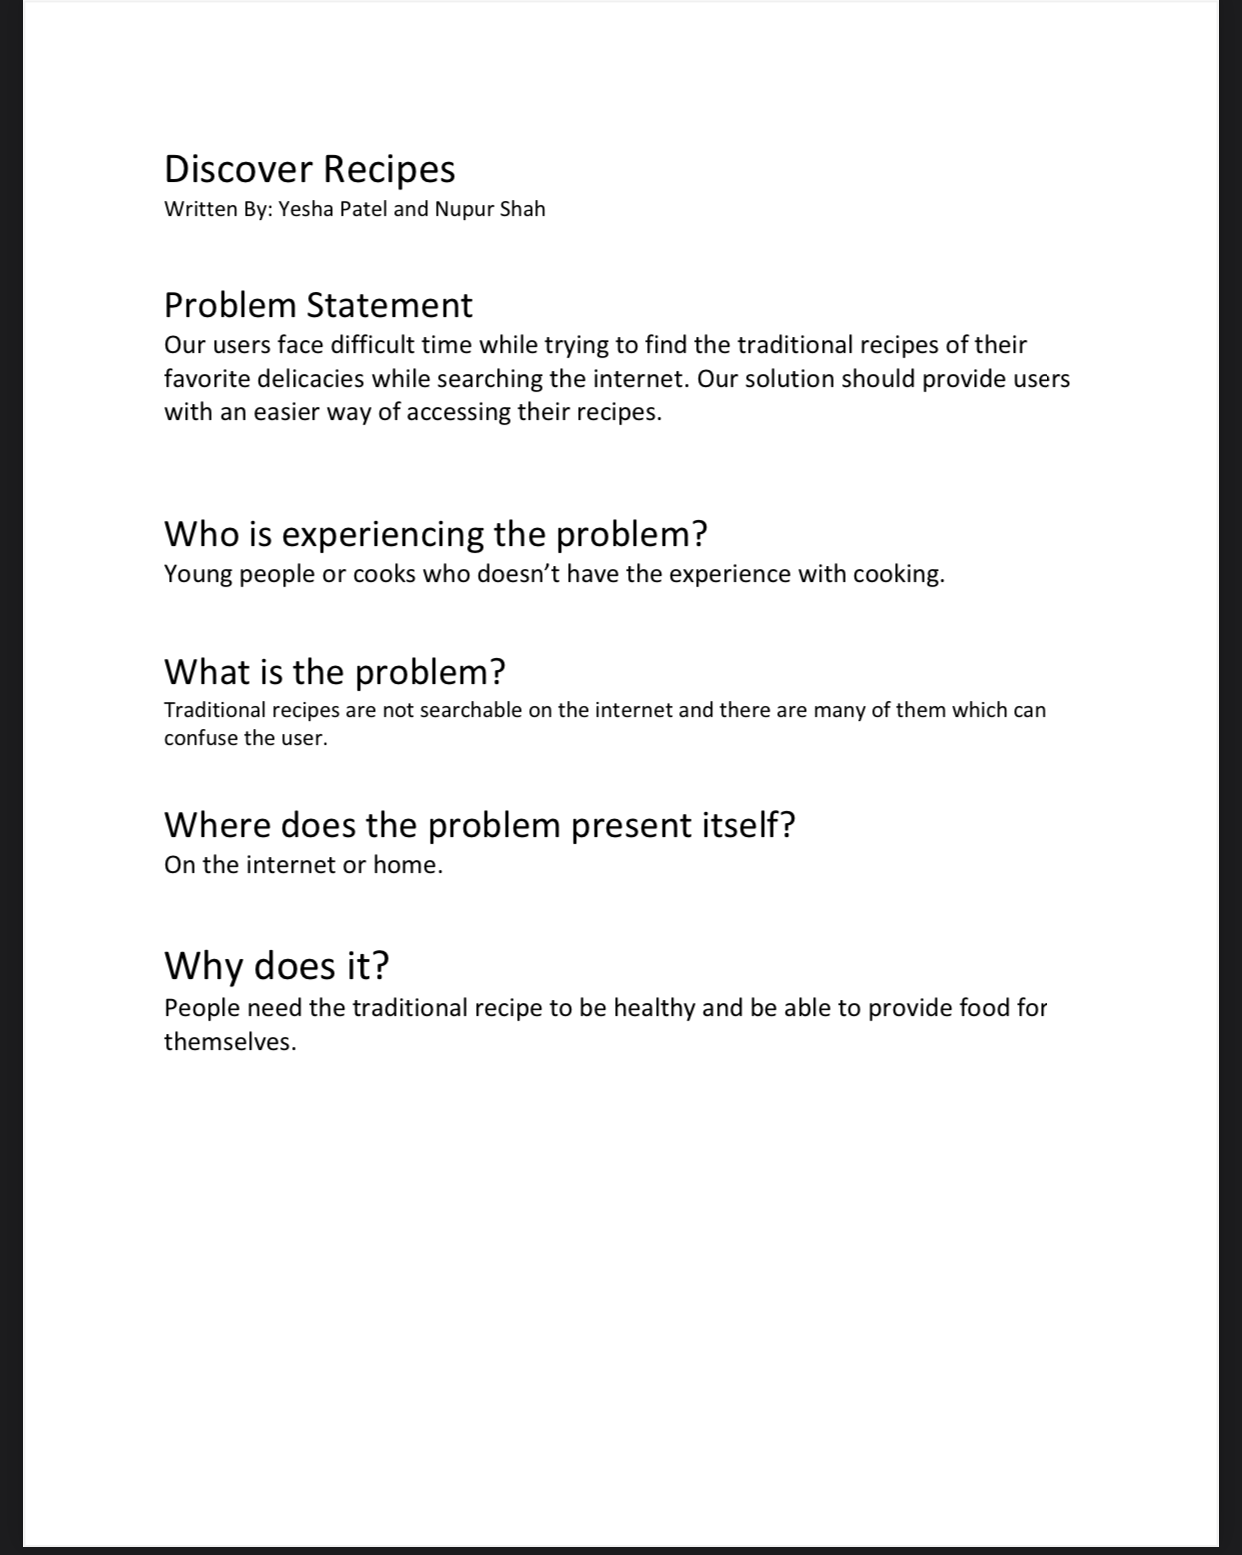 Discover Recipes
Written By: Yesha Patel and Nupur Shah
Problem Statement
Our users face difficult time while trying to find the traditional recipes of their
favorite delicacies while searching the internet. Our solution should provide users
with an easier way of accessing their recipes.
Who is experiencing the problem?
Young people or cooks who doesn’t have the experience with cooking.
What is the problem?
Traditional recipes are not searchable on the internet and there are many of them which can
confuse the user.
Where does the problem present itself?
On the internet or home.
Why does it?
People need the traditional recipe to be healthy and be able to provide food for
themselves.